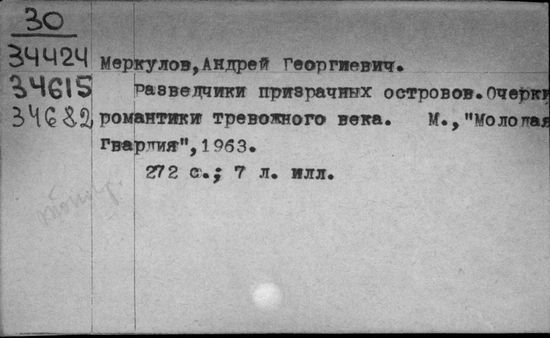 30
34424
34615
34682
Меркулов,Андрей Георгиевич.
Разведчики призрачных островов.Очерки
романтики тревожного века. М.,"Молодая
Гвардия",1963.
272 с.; 7 л. илл.